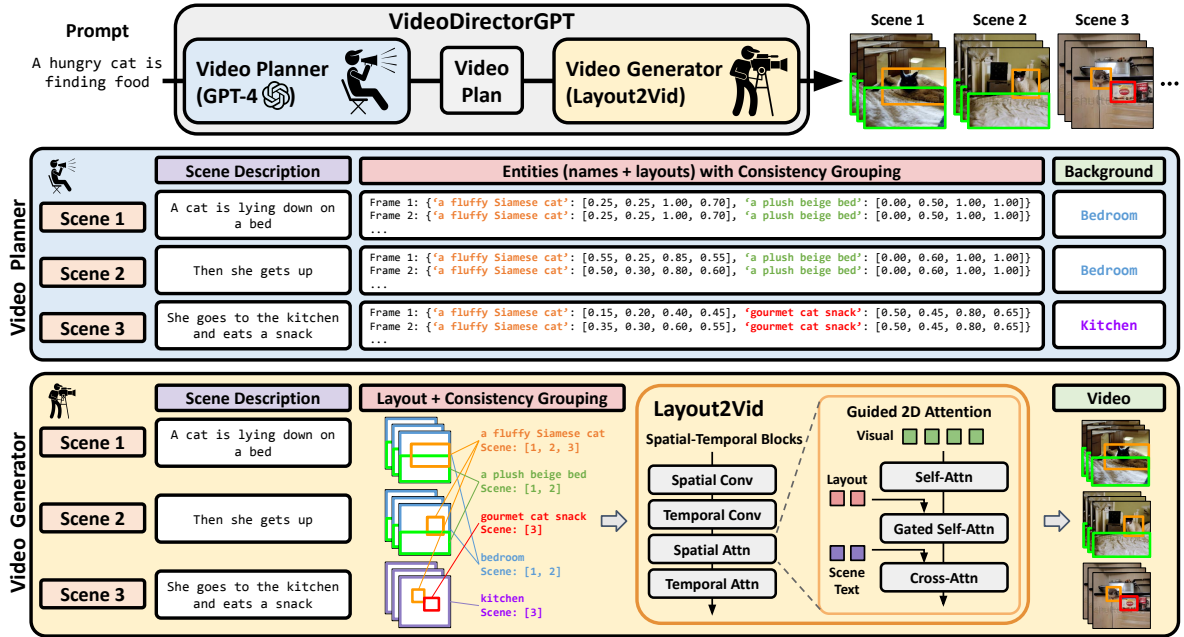 VideoDirectorGPT
Prompt
A hungry cat is
finding food
Video Planner
(GPT-4)
Video
Plan
Video Generator
(Layout2Vid)
Scene 1
Scene 2
Scene 3
...
Video Planner
Scene Description
Entities (names + layouts) with Consistency Grouping
Background
Scene 1
A cat is lying down on
a bed
Frame 1: {‘a fluffy Siamese cat’: [0.25, 0.25, 1.00, 0.70], ‘a plush beige bed’: [0.00, 0.50, 1.00, 1.00]}
Frame 2: {‘a fluffy Siamese cat’: [0.25, 0.25, 1.00, 0.70], ‘a plush beige bed’: [0.00, 0.50, 1.00, 1.00]}
...
Bedroom
Scene 2
Then she gets up
Frame 1: {‘a fluffy Siamese cat’: [0.55, 0.25, 0.85, 0.55], ‘a plush beige bed’: [0.00, 0.60, 1.00, 1.00]}
Frame 2: {‘a fluffy Siamese cat’: [0.50, 0.30, 0.80, 0.60], ‘a plush beige bed’: [0.00, 0.60, 1.00, 1.00]}
...
Bedroom
Scene 3
She goes to the kitchen
and eats a snack
Frame 1: {‘a fluffy Siamese cat’: [0.15, 0.20, 0.40, 0.45], ‘gourmet cat snack’: [0.50, 0.45, 0.80, 0.65]}
Frame 2: {‘a fluffy Siamese cat’: [0.35, 0.30, 0.60, 0.55], ‘gourmet cat snack’: [0.50, 0.45, 0.80, 0.65]}
...
Kitchen
Video Generator
Scene Description
Layout + Consistency Grouping
Scene 1
A cat is lying down on
a bed
Scene 2
Then she gets up
Scene 3
She goes to the kitchen
and eats a snack
a fluffy Siamese cat
Scene: [1, 2, 3]
a plush beige bed
Scene: [1, 2]
gourmet cat snack
Scene: [3]
bedroom
Scene: [1, 2]
kitchen
Scene: [3]
Layout2Vid
Spatial-Temporal Blocks
Spatial Conv
Temporal Conv
Spatial Attn
Temporal Attn
Guided 2D Attention
Visual
Self-Attn
Layout
Gated Self-Attn
Scene
Text
Cross-Attn
Video